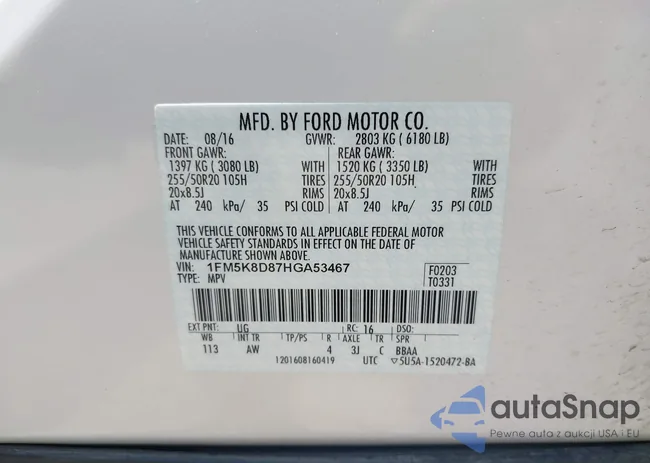 MFD. BY FORD MOTOR CO.
DATE: 08/16 GVWR: 2803 KG ( 6180 LB)
FRONT GAWR: REAR GAWR:
1397 KG ( 3080 LB) WITH 1520 KG ( 3350 LB) WITH
255/50R20 105H TIRES 255/50R20 105H TIRES
20x8.5J RIMS 20x8.5J RIMS
AT 240 kPa/ 35 PSI COLD AT 240 kPa/ 35 PSI COLD
THIS VEHICLE CONFORMS TO ALL APPLICABLE FEDERAL MOTOR
VEHICLE SAFETY STANDARDS IN EFFECT ON THE DATE OF
MANUFACTURE SHOWN ABOVE.
VIN: 1FM5K8D87HGA53467 F0203
TYPE: MPV T0331
EXT PNT: UG RC: 16 DSO:
WB INT TR TP/PS R AXLE TR SPR
113 AW 4 3J C BBAA
1201608160419 UTC ▽5U5A-1520472-BA
autaSnap
Pewne auta z aukcji USA i EU